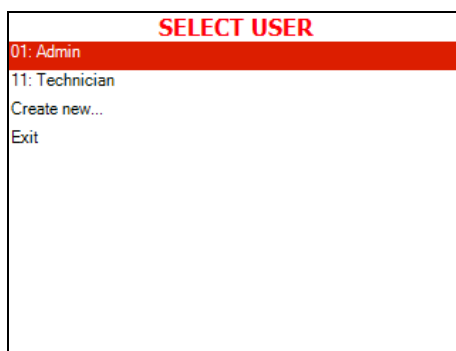 SELECT USER
01: Admin
11: Technician
Create new...
Exit